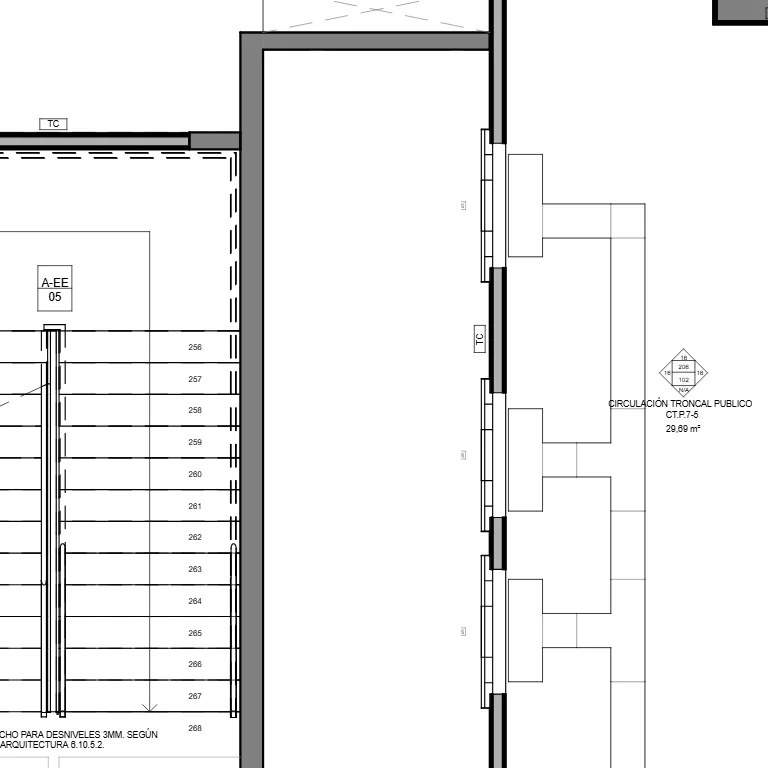 TC
A-EE
05
256
257
258
259
260
261
262
263
264
265
266
267
268
TC
16
206
16
16
102
N/A
CIRCULACIÓN TRONCAL PUBLICO
CT.P.7-5
29,69 m²
CHO PARA DESNIVELES 3MM. SEGÚN
ARQUITECTURA 6.10.5.2.